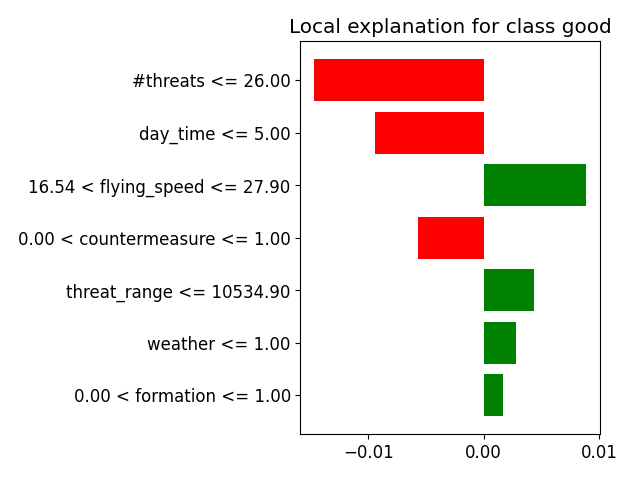 Local explanation for class good
#threats <= 26.00
day_time <= 5.00
16.54 < flying_speed <= 27.90
0.00 < countermeasure <= 1.00
threat_range <= 10534.90
weather <= 1.00
0.00 < formation <= 1.00
−0.01 0.00 0.01